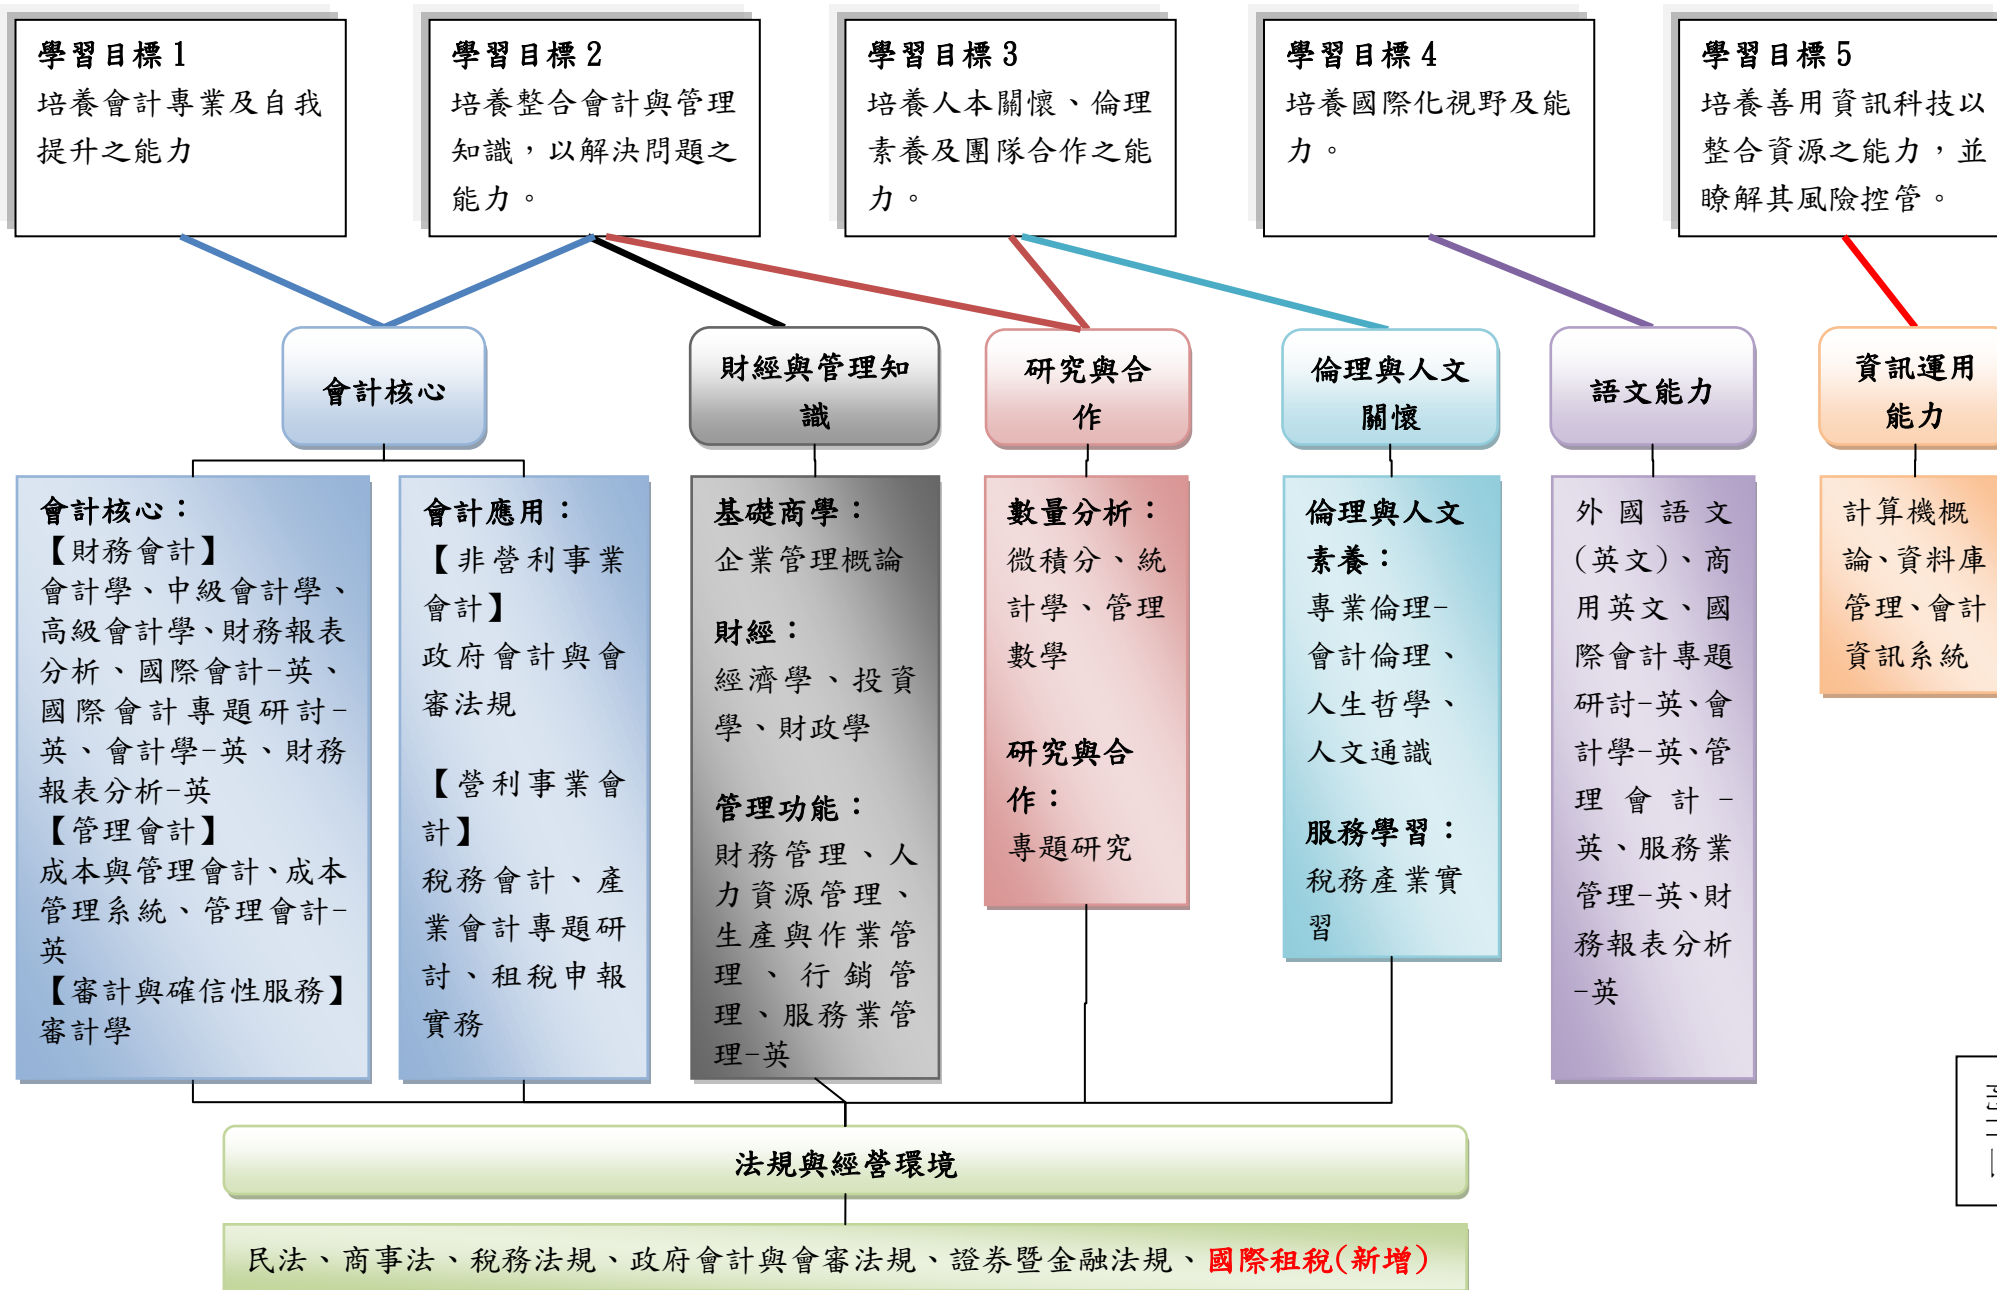 學習目標 1
培養會計專業及自我
提升之能力
學習目標 2
培養整合會計與管理
知識，以解決問題之
能力。
學習目標 3
培養人本關懷、倫理
素養及團隊合作之能
力。
學習目標 4
培養國際化視野及能
力。
學習目標 5
培養善用資訊科技以
整合資源之能力，並
瞭解其風險控管。
會計核心
財經與管理知
識
研究與合
作
倫理與人文
關懷
語文能力
資訊運用
能力
會計核心：
【財務會計】
會計學、中級會計學、
高級會計學、財務報表
分析、國際會計-英、
國際會計專題研討-
英、會計學-英、財務
報表分析-英
【管理會計】
成本與管理會計、成本
管理系統、管理會計-
英
【審計與確信性服務】
審計學
會計應用：
【非營利事業
會計】
政府會計與會
審法規
【營利事業會
計】
稅務會計、產
業會計專題研
討、租稅申報
實務
基礎商學：
企業管理概論
財經：
經濟學、投資
學、財政學
管理功能：
財務管理、人
力資源管理、
生產與作業管
理、行銷管
理、服務業管
理-英
數量分析：
微積分、統
計學、管理
數學
研究與合
作：
專題研究
倫理與人文
素養：
專業倫理-
會計倫理、
人生哲學、
人文通識
服務學習：
稅務產業實
習
外國語文
(英文)、商
用英文、國
際會計專題
研討-英、會
計學-英、管
理會計-
英、服務業
管理-英、財
務報表分析
-英
計算機概
論、資料庫
管理、會計
資訊系統
法規與經營環境
民法、商事法、稅務法規、政府會計與會審法規、證券暨金融法規、國際租稅(新增)